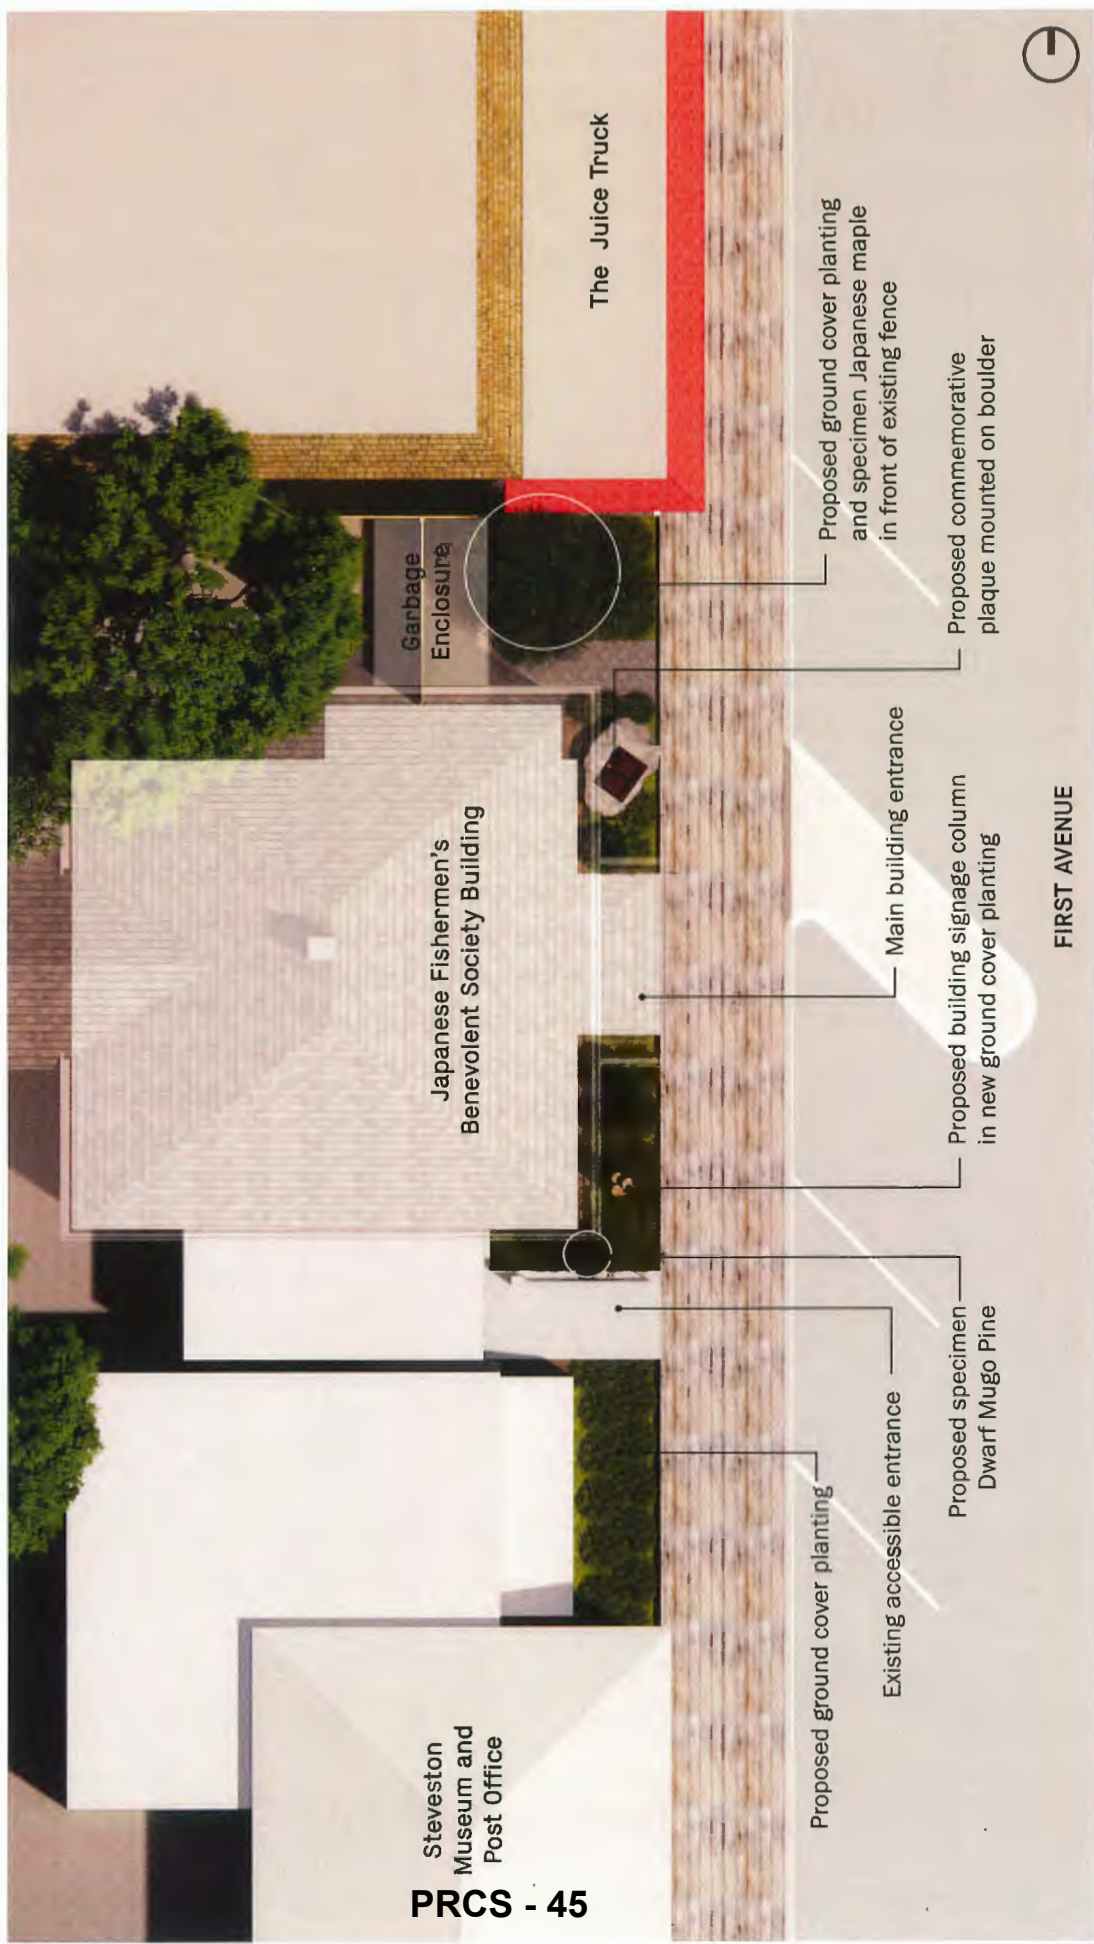 The Juice Truck
Garbage
Enclosure
Japanese Fishermen's
Benevolent Society Building
Steveston
Museum and
Post Office
Proposed ground cover planting
and specimen Japanese maple
in front of existing fence
Proposed commemorative
plaque mounted on boulder
Main building entrance
Proposed building signage column
in new ground cover planting
Proposed specimen
Dwarf Mugo Pine
Existing accessible entrance
Proposed ground cover planting
FIRST AVENUE
PRCS - 45